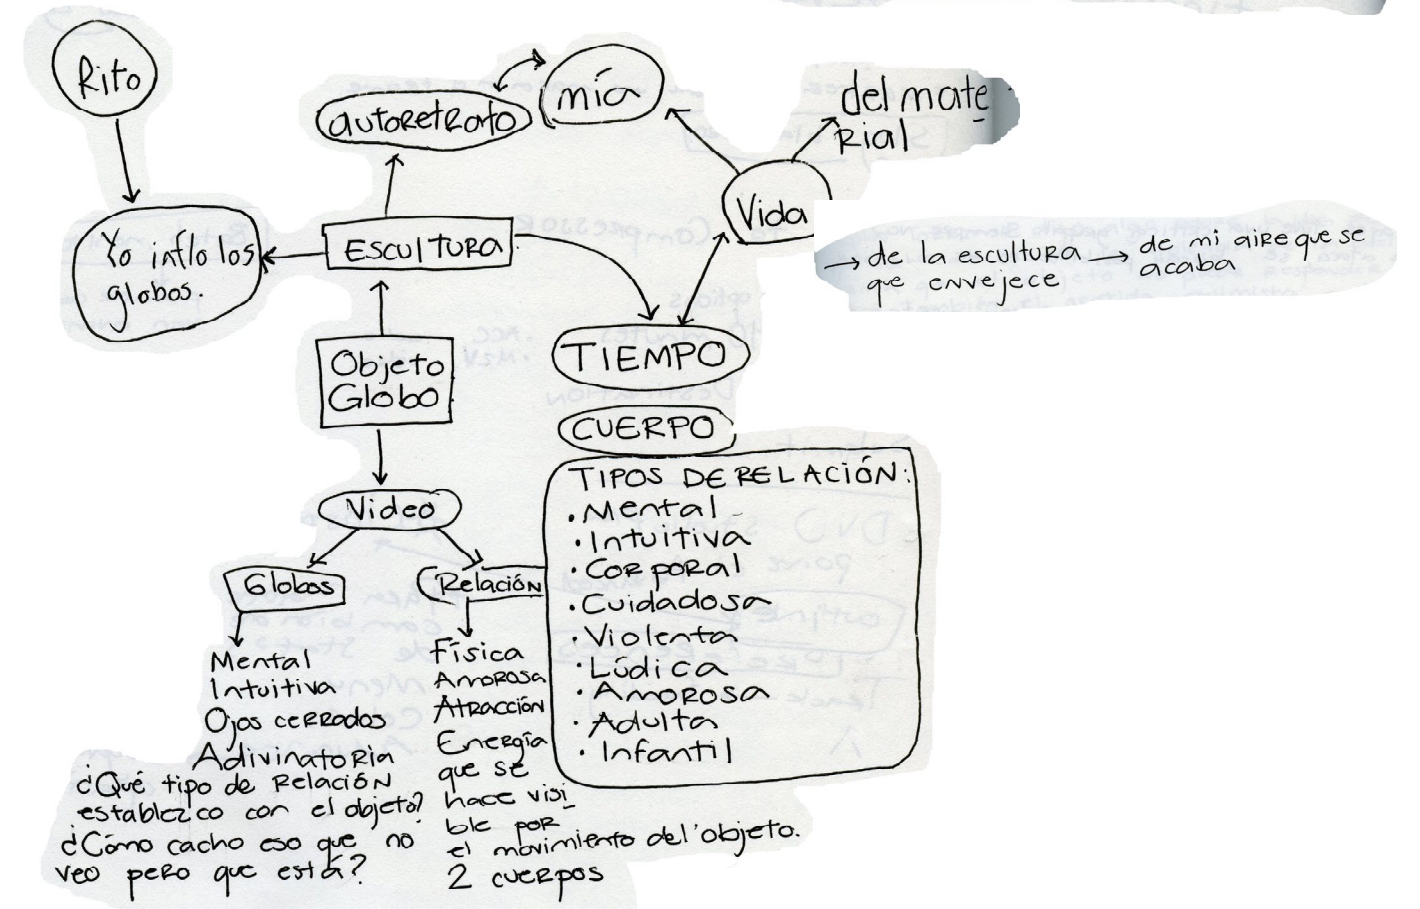 Rito
autoretrato
mía
del mate
rial
Vida
Yo inflo los
globos.
ESCULTURA
→ de la escultura → de mi aire que se
que envejece acaba
Objeto
Globo
TIEMPO
CUERPO
Video
Globos
Relación
TIPOS DE RELACIÓN:
· Mental
· Intuitiva
· Corporal
· Cuidadosa
· Violenta
· Lúdica
· Amorosa
· Adulta
· Infantil
Mental
Intuitiva
Ojos cerrados
Adivinatoria
¿Qué tipo de relación
establezco con el objeto?
¿Cómo cacho eso que no
veo pero que está?
Física
Amorosa
Atracción
Energía
que se
hace visi
ble por
el movimiento del objeto.
2 cuerpos